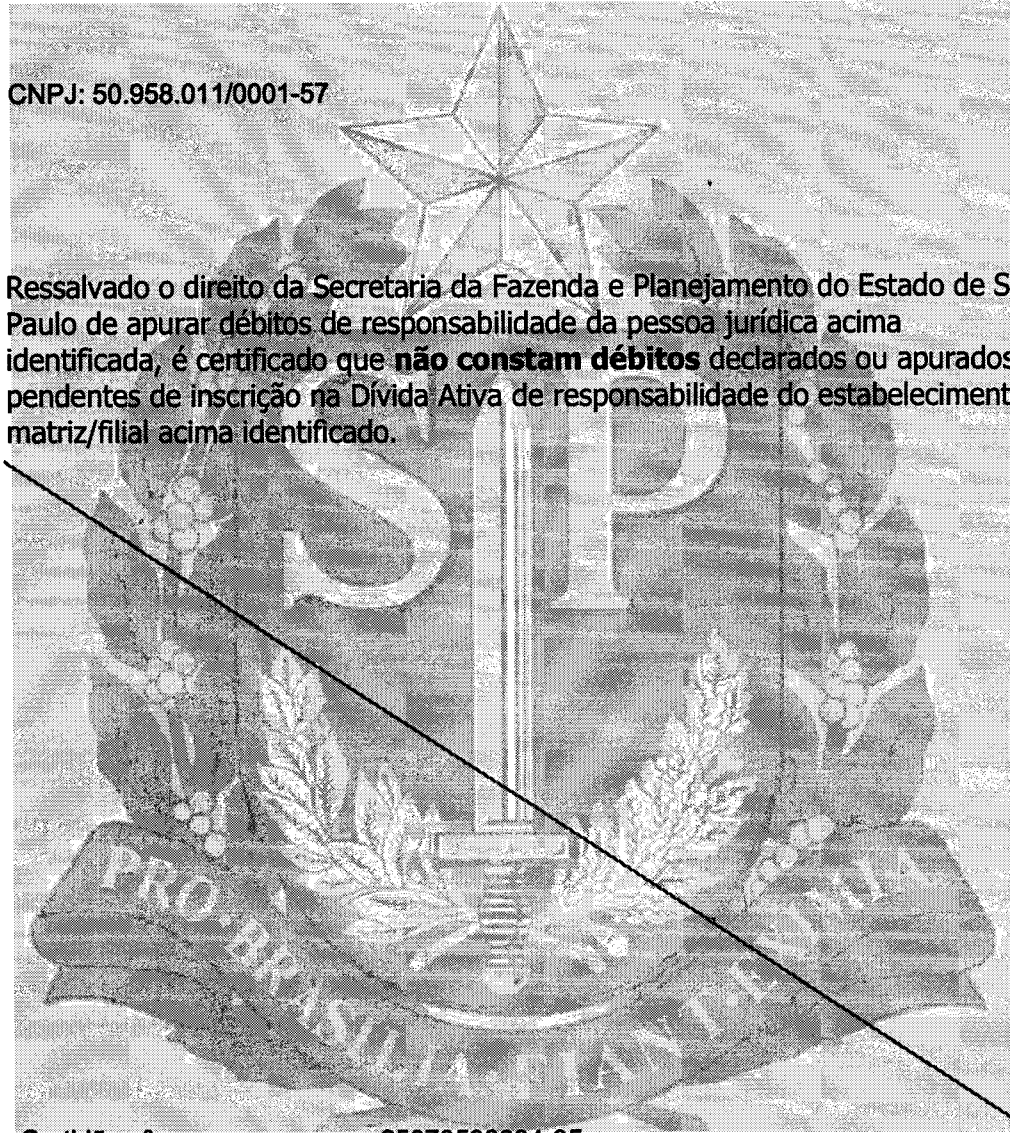 CNPJ: 50.958.011/0001-57
Ressalvado o direito da Secretaria da Fazenda e Planejamento do Estado de S
Paulo de apurar débitos de responsabilidade da pessoa jurídica acima
identificada, é certificado que não constam débitos declarados ou apurados
pendentes de inscrição na Dívida Ativa de responsabilidade do estabeleciment
matriz/filial acima identificado.
SP
PRO BRASILIA FIANT EXIMIA